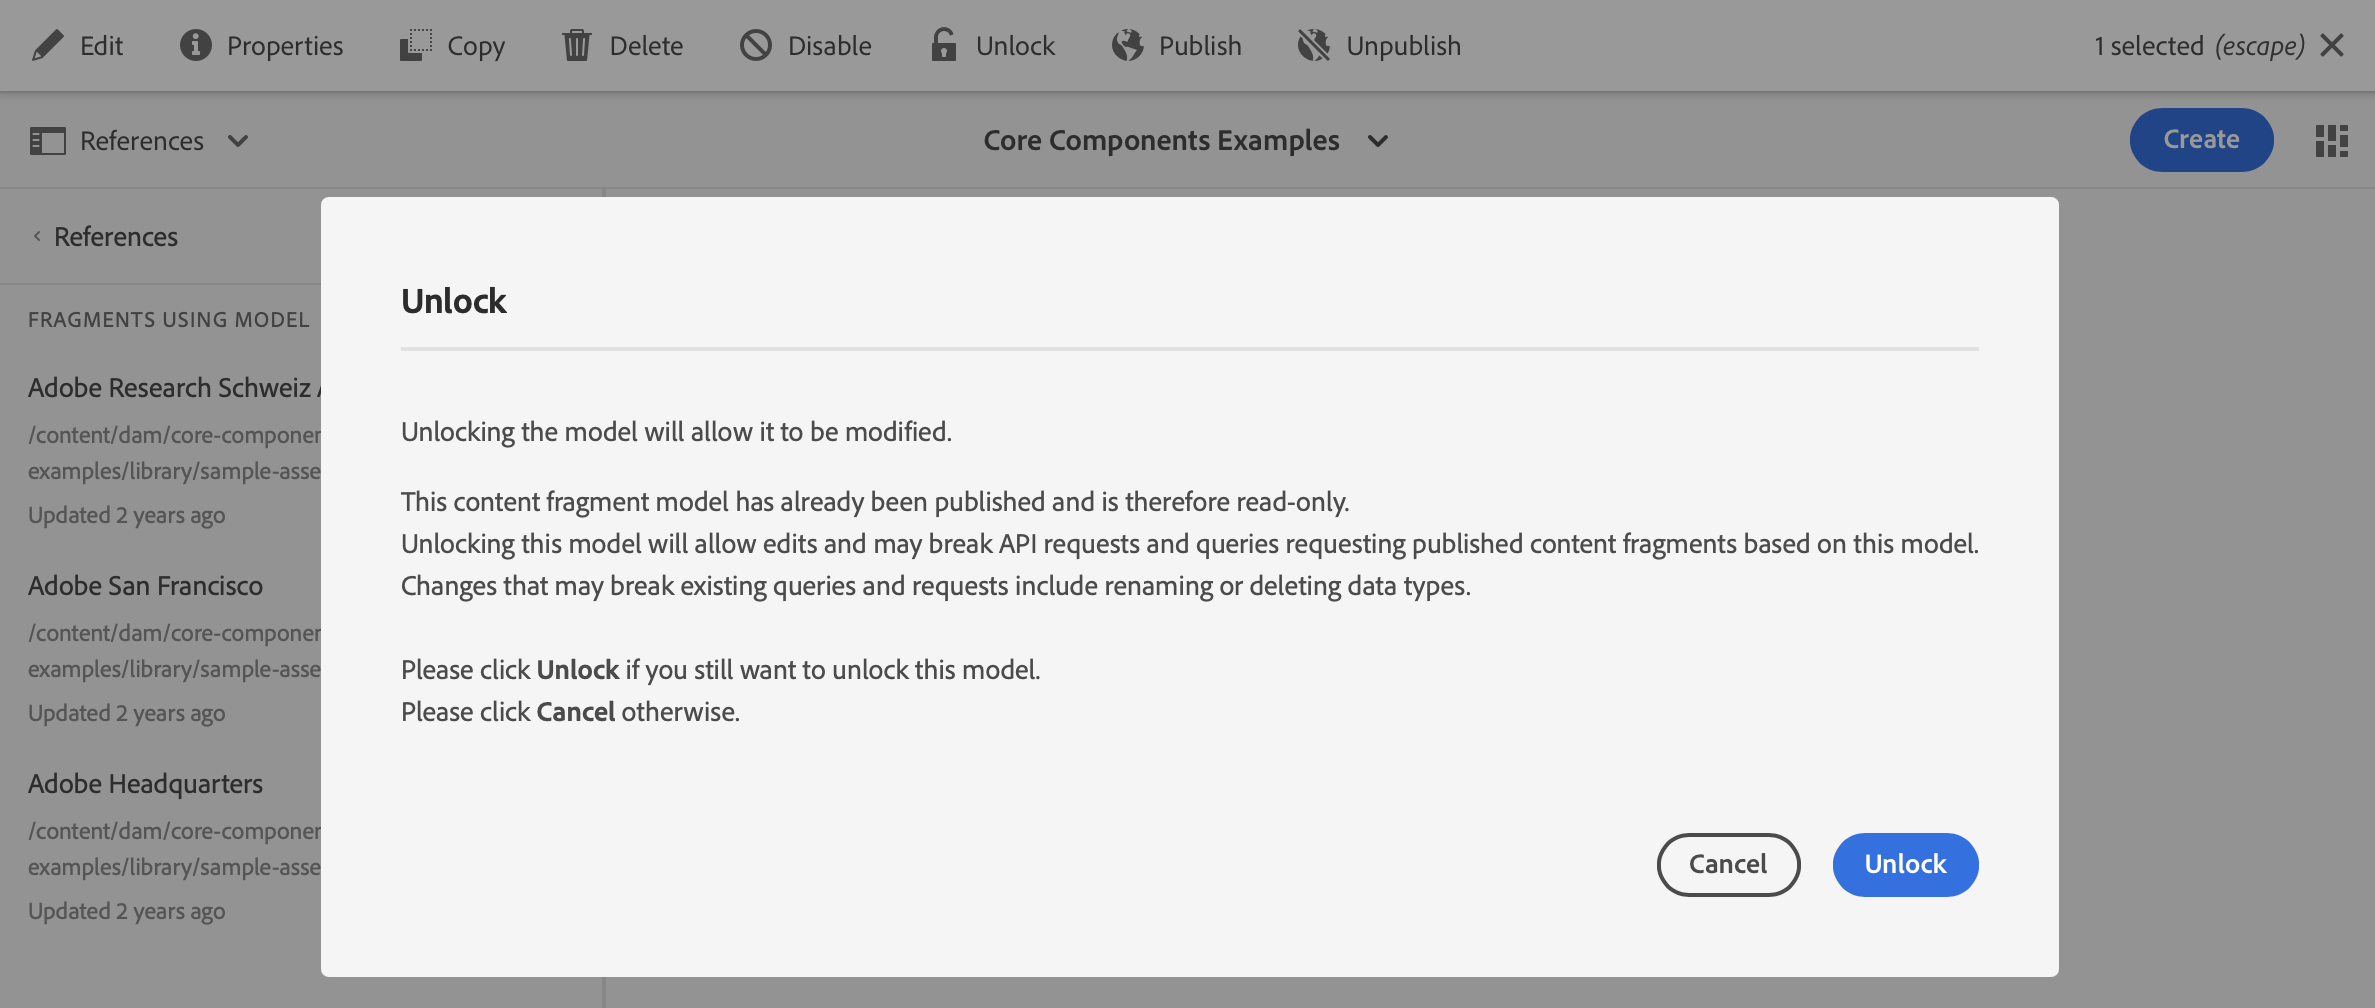 Edit Properties Copy Delete Disable Unlock Publish Unpublish 1 selected (escape)
References Core Components Examples Create
References
FRAGMENTS USING MODEL
Adobe Research Schweiz
/content/dam/core-componen
examples/library/sample-asse
Updated 2 years ago
Adobe San Francisco
/content/dam/core-componen
examples/library/sample-asse
Updated 2 years ago
Adobe Headquarters
/content/dam/core-componen
examples/library/sample-asse
Updated 2 years ago
Unlock
Unlocking the model will allow it to be modified.
This content fragment model has already been published and is therefore read-only.
Unlocking this model will allow edits and may break API requests and queries requesting published content fragments based on this model.
Changes that may break existing queries and requests include renaming or deleting data types.
Please click Unlock if you still want to unlock this model.
Please click Cancel otherwise.
Cancel Unlock